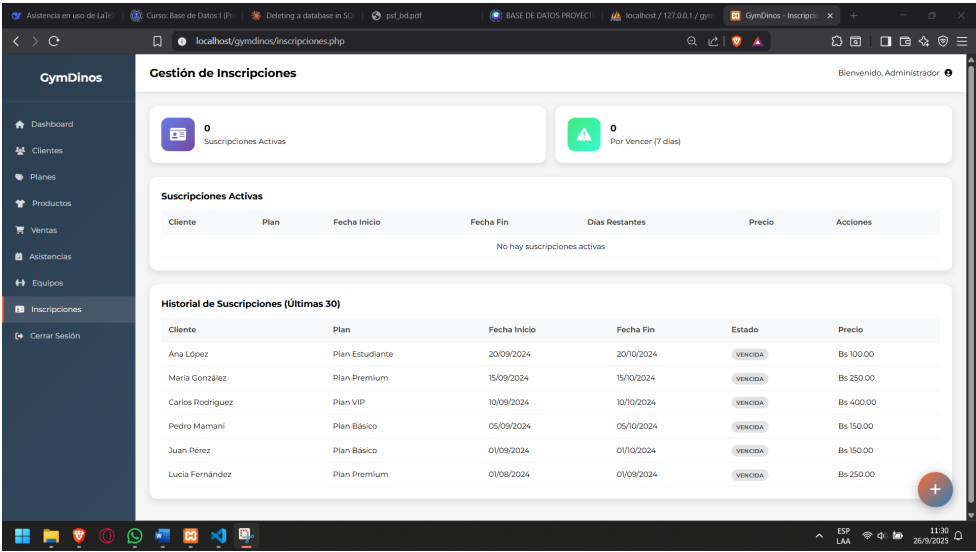 Asistencia en uso de LaTe
Curso: Base de Datos I (Pr
Deleting a database in SQ
psf_bd.pdf
BASE DE DATOS PROYECT
localhost / 127.0.0.1 / gym
GymDinos - Inscripcio
localhost/gymdinos/inscripciones.php
GymDinos
Dashboard
Clientes
Planes
Productos
Ventas
Asistencias
Equipos
Inscripciones
Cerrar Sesión
Gestión de Inscripciones
Bienvenido, Administrador
0
Suscripciones Activas
0
Por Vencer (7 días)
Suscripciones Activas
Cliente Plan Fecha Inicio Fecha Fin Días Restantes Precio Acciones
No hay suscripciones activas
Historial de Suscripciones (Últimas 30)
Cliente Plan Fecha Inicio Fecha Fin Estado Precio
Ana López Plan Estudiante 20/09/2024 20/10/2024 VENCIDA Bs 100.00
María González Plan Premium 15/09/2024 15/10/2024 VENCIDA Bs 250.00
Carlos Rodriguez Plan VIP 10/09/2024 10/10/2024 VENCIDA Bs 400.00
Pedro Mamani Plan Básico 05/09/2024 05/10/2024 VENCIDA Bs 150.00
Juan Pérez Plan Básico 01/09/2024 01/10/2024 VENCIDA Bs 150.00
Lucia Fernández Plan Premium 01/08/2024 01/09/2024 VENCIDA Bs 250.00
+
ESP
LAA
11:30
26/9/2025